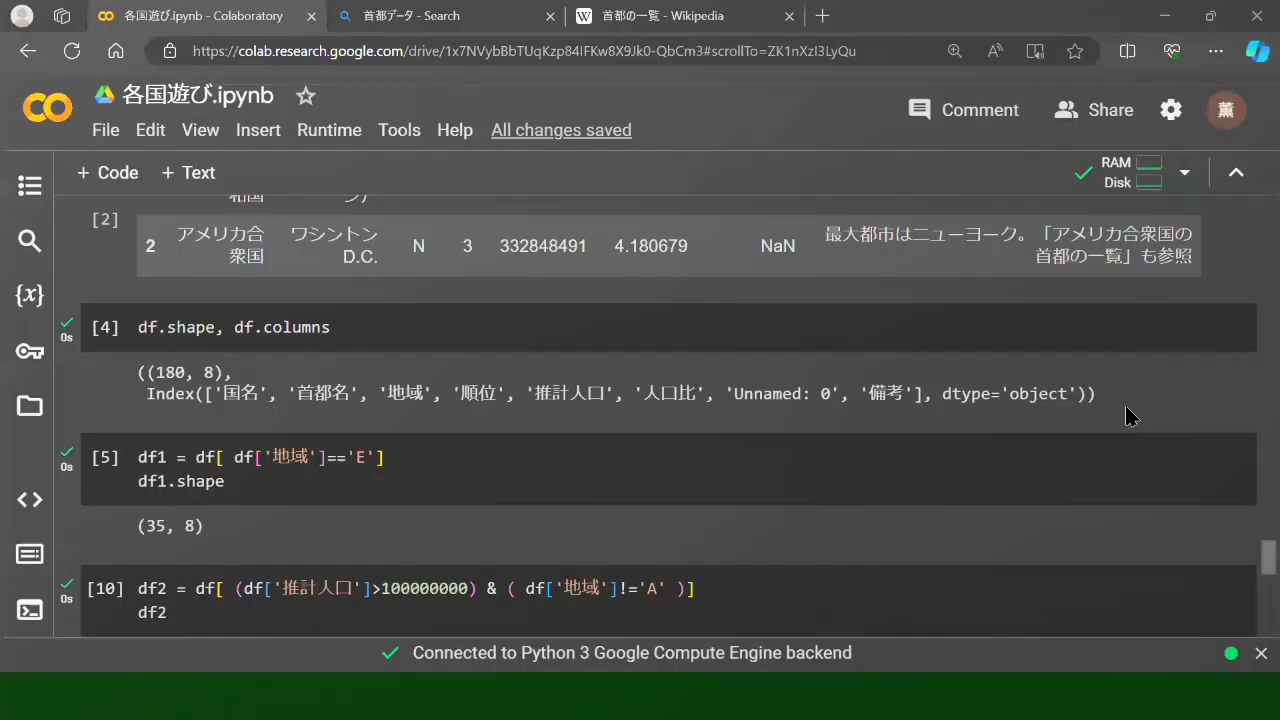 各国遊び.ipynb - Colaboratory
首都データ - Search
W 首都の一覧 - Wikipedia
https://colab.research.google.com/drive/1x7NVybBbTUqKzp84lFKw8X9Jk0-QbCm3#scrollTo=ZK1nXzI3LyQu
各国遊び.ipynb
Comment
Share
薫
File Edit View Insert Runtime Tools Help All changes saved
+ Code + Text
RAM
Disk
[2]
2 アメリカ合衆国 ワシントンD.C. N 3 332848491 4.180679 NaN 最大都市はニューヨーク。「アメリカ合衆国の
首都の一覧」も参照
0s [4] df.shape, df.columns
((180, 8),
Index(['国名', '首都名', '地域', '順位', '推計人口', '人口比', 'Unnamed: 0', '備考'], dtype='object'))
0s [5] df1 = df[ df['地域']=='E']
df1.shape
(35, 8)
0s [10] df2 = df[ (df['推計人口']>100000000) & ( df['地域']!='A' )]
df2
Connected to Python 3 Google Compute Engine backend